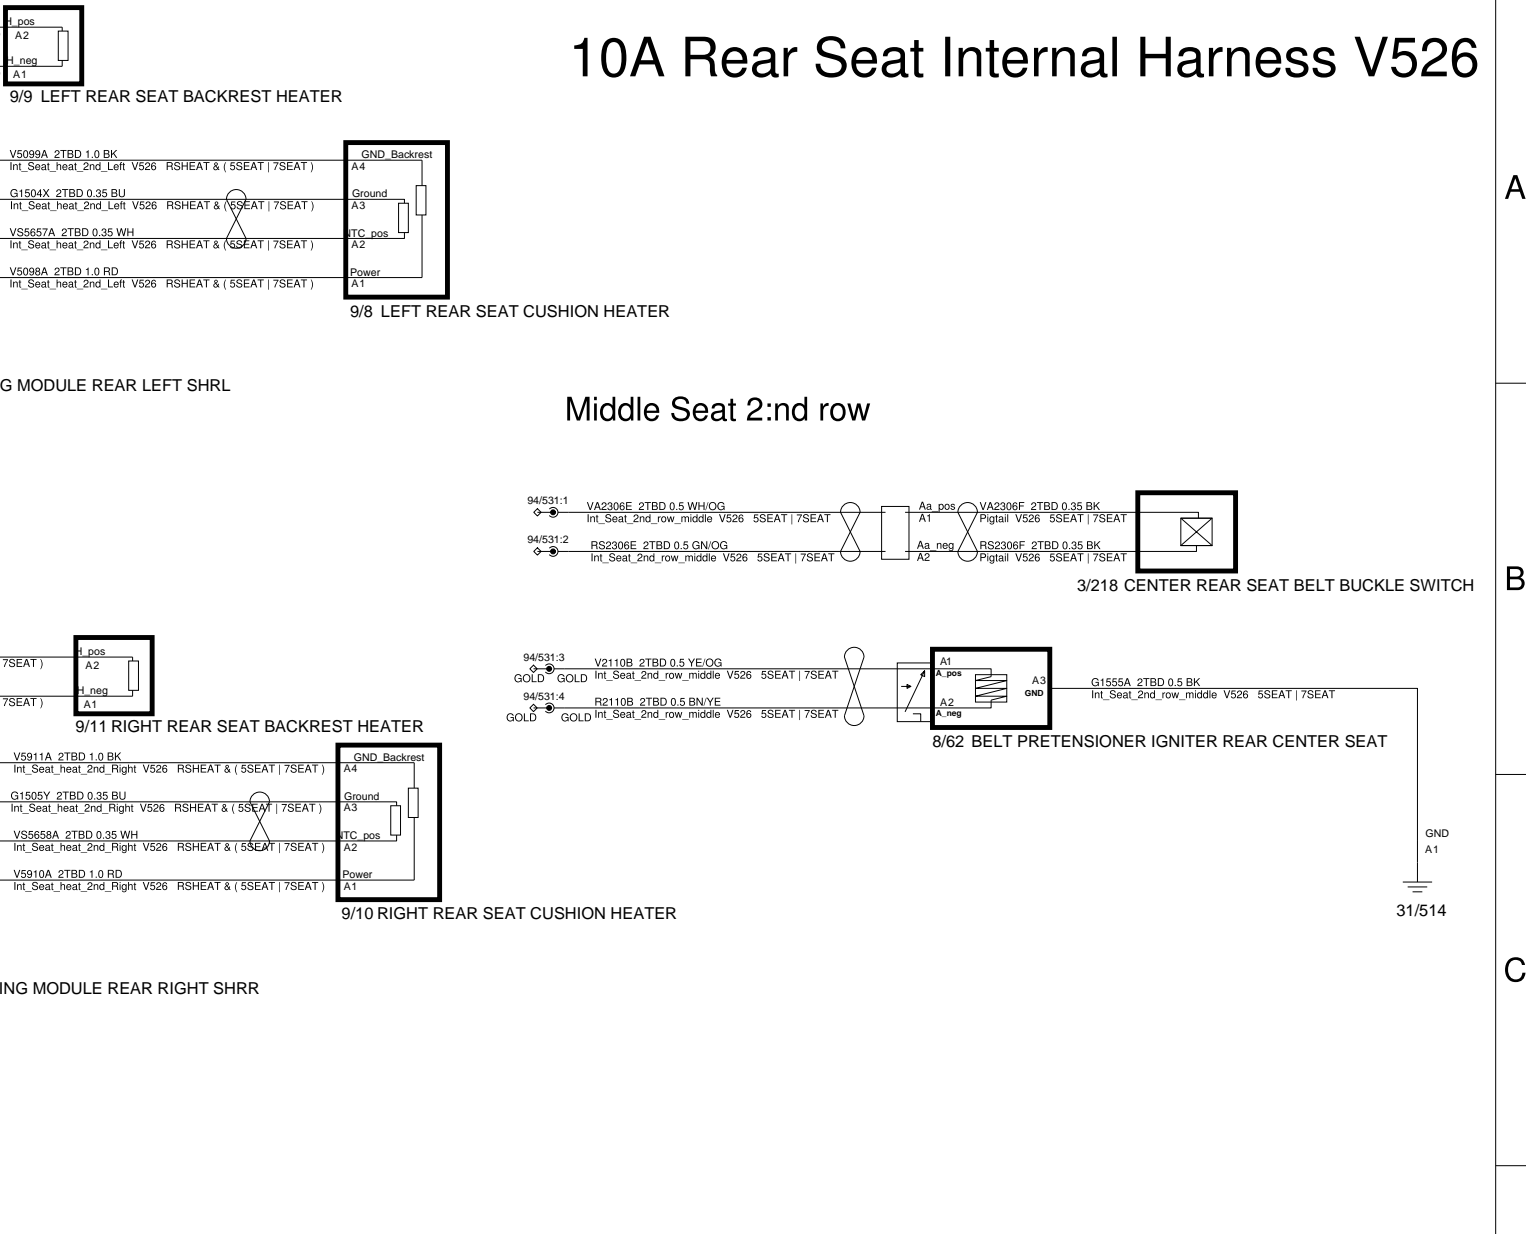 10A Rear Seat Internal Harness V526
H_pos
A2
H_neg
A1
9/9 LEFT REAR SEAT BACKREST HEATER
V5099A 2TBD 1.0 BK
Int_Seat_heat_2nd_Left V526 RSHEAT & ( 5SEAT | 7SEAT )
GND_Backrest
A4
G1504X 2TBD 0.35 BU
Int_Seat_heat_2nd_Left V526 RSHEAT & ( 5SEAT | 7SEAT )
Ground
A3
VS5657A 2TBD 0.35 WH
Int_Seat_heat_2nd_Left V526 RSHEAT & ( 5SEAT | 7SEAT )
NTC_pos
A2
V5098A 2TBD 1.0 RD
Int_Seat_heat_2nd_Left V526 RSHEAT & ( 5SEAT | 7SEAT )
Power
A1
9/8 LEFT REAR SEAT CUSHION HEATER
A
G MODULE REAR LEFT SHRL
Middle Seat 2:nd row
94/531:1
VA2306E 2TBD 0.5 WH/OG
Int_Seat_2nd_row_middle V526 5SEAT | 7SEAT
Aa_pos
A1
VA2306F 2TBD 0.35 BK
Pigtail V526 5SEAT | 7SEAT
94/531:2
RS2306E 2TBD 0.5 GN/OG
Int_Seat_2nd_row_middle V526 5SEAT | 7SEAT
Aa_neg
A2
RS2306F 2TBD 0.35 BK
Pigtail V526 5SEAT | 7SEAT
3/218 CENTER REAR SEAT BELT BUCKLE SWITCH
B
7SEAT )
7SEAT )
H_pos
A2
H_neg
A1
9/11 RIGHT REAR SEAT BACKREST HEATER
94/531:3
GOLD GOLD
V2110B 2TBD 0.5 YE/OG
Int_Seat_2nd_row_middle V526 5SEAT | 7SEAT
A1
A_pos
94/531:4
GOLD GOLD
R2110B 2TBD 0.5 BN/YE
Int_Seat_2nd_row_middle V526 5SEAT | 7SEAT
A2
A_neg
A3
GND
G1555A 2TBD 0.5 BK
Int_Seat_2nd_row_middle V526 5SEAT | 7SEAT
8/62 BELT PRETENSIONER IGNITER REAR CENTER SEAT
V5911A 2TBD 1.0 BK
Int_Seat_heat_2nd_Right V526 RSHEAT & ( 5SEAT | 7SEAT )
GND_Backrest
A4
G1505Y 2TBD 0.35 BU
Int_Seat_heat_2nd_Right V526 RSHEAT & ( 5SEAT | 7SEAT )
Ground
A3
VS5658A 2TBD 0.35 WH
Int_Seat_heat_2nd_Right V526 RSHEAT & ( 5SEAT | 7SEAT )
NTC_pos
A2
V5910A 2TBD 1.0 RD
Int_Seat_heat_2nd_Right V526 RSHEAT & ( 5SEAT | 7SEAT )
Power
A1
9/10 RIGHT REAR SEAT CUSHION HEATER
GND
A1
31/514
C
ING MODULE REAR RIGHT SHRR